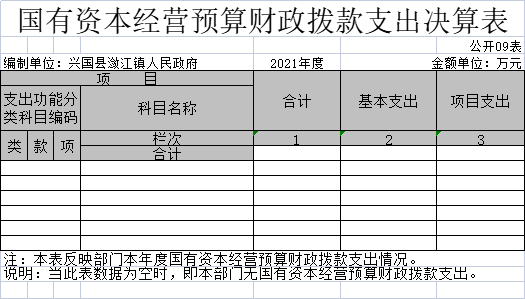 国有资本经营预算财政拨款支出决算表
公开09表
编制单位：兴国县潋江镇人民政府 2021年度 金额单位：万元
项 目 合计 基本支出 项目支出
支出功能分类科目编码 科目名称
类 款 项 栏次 1 2 3
合计
注：本表反映部门本年度国有资本经营预算财政拨款支出情况。
说明：当此表数据为空时，即本部门无国有资本经营预算财政拨款支出。